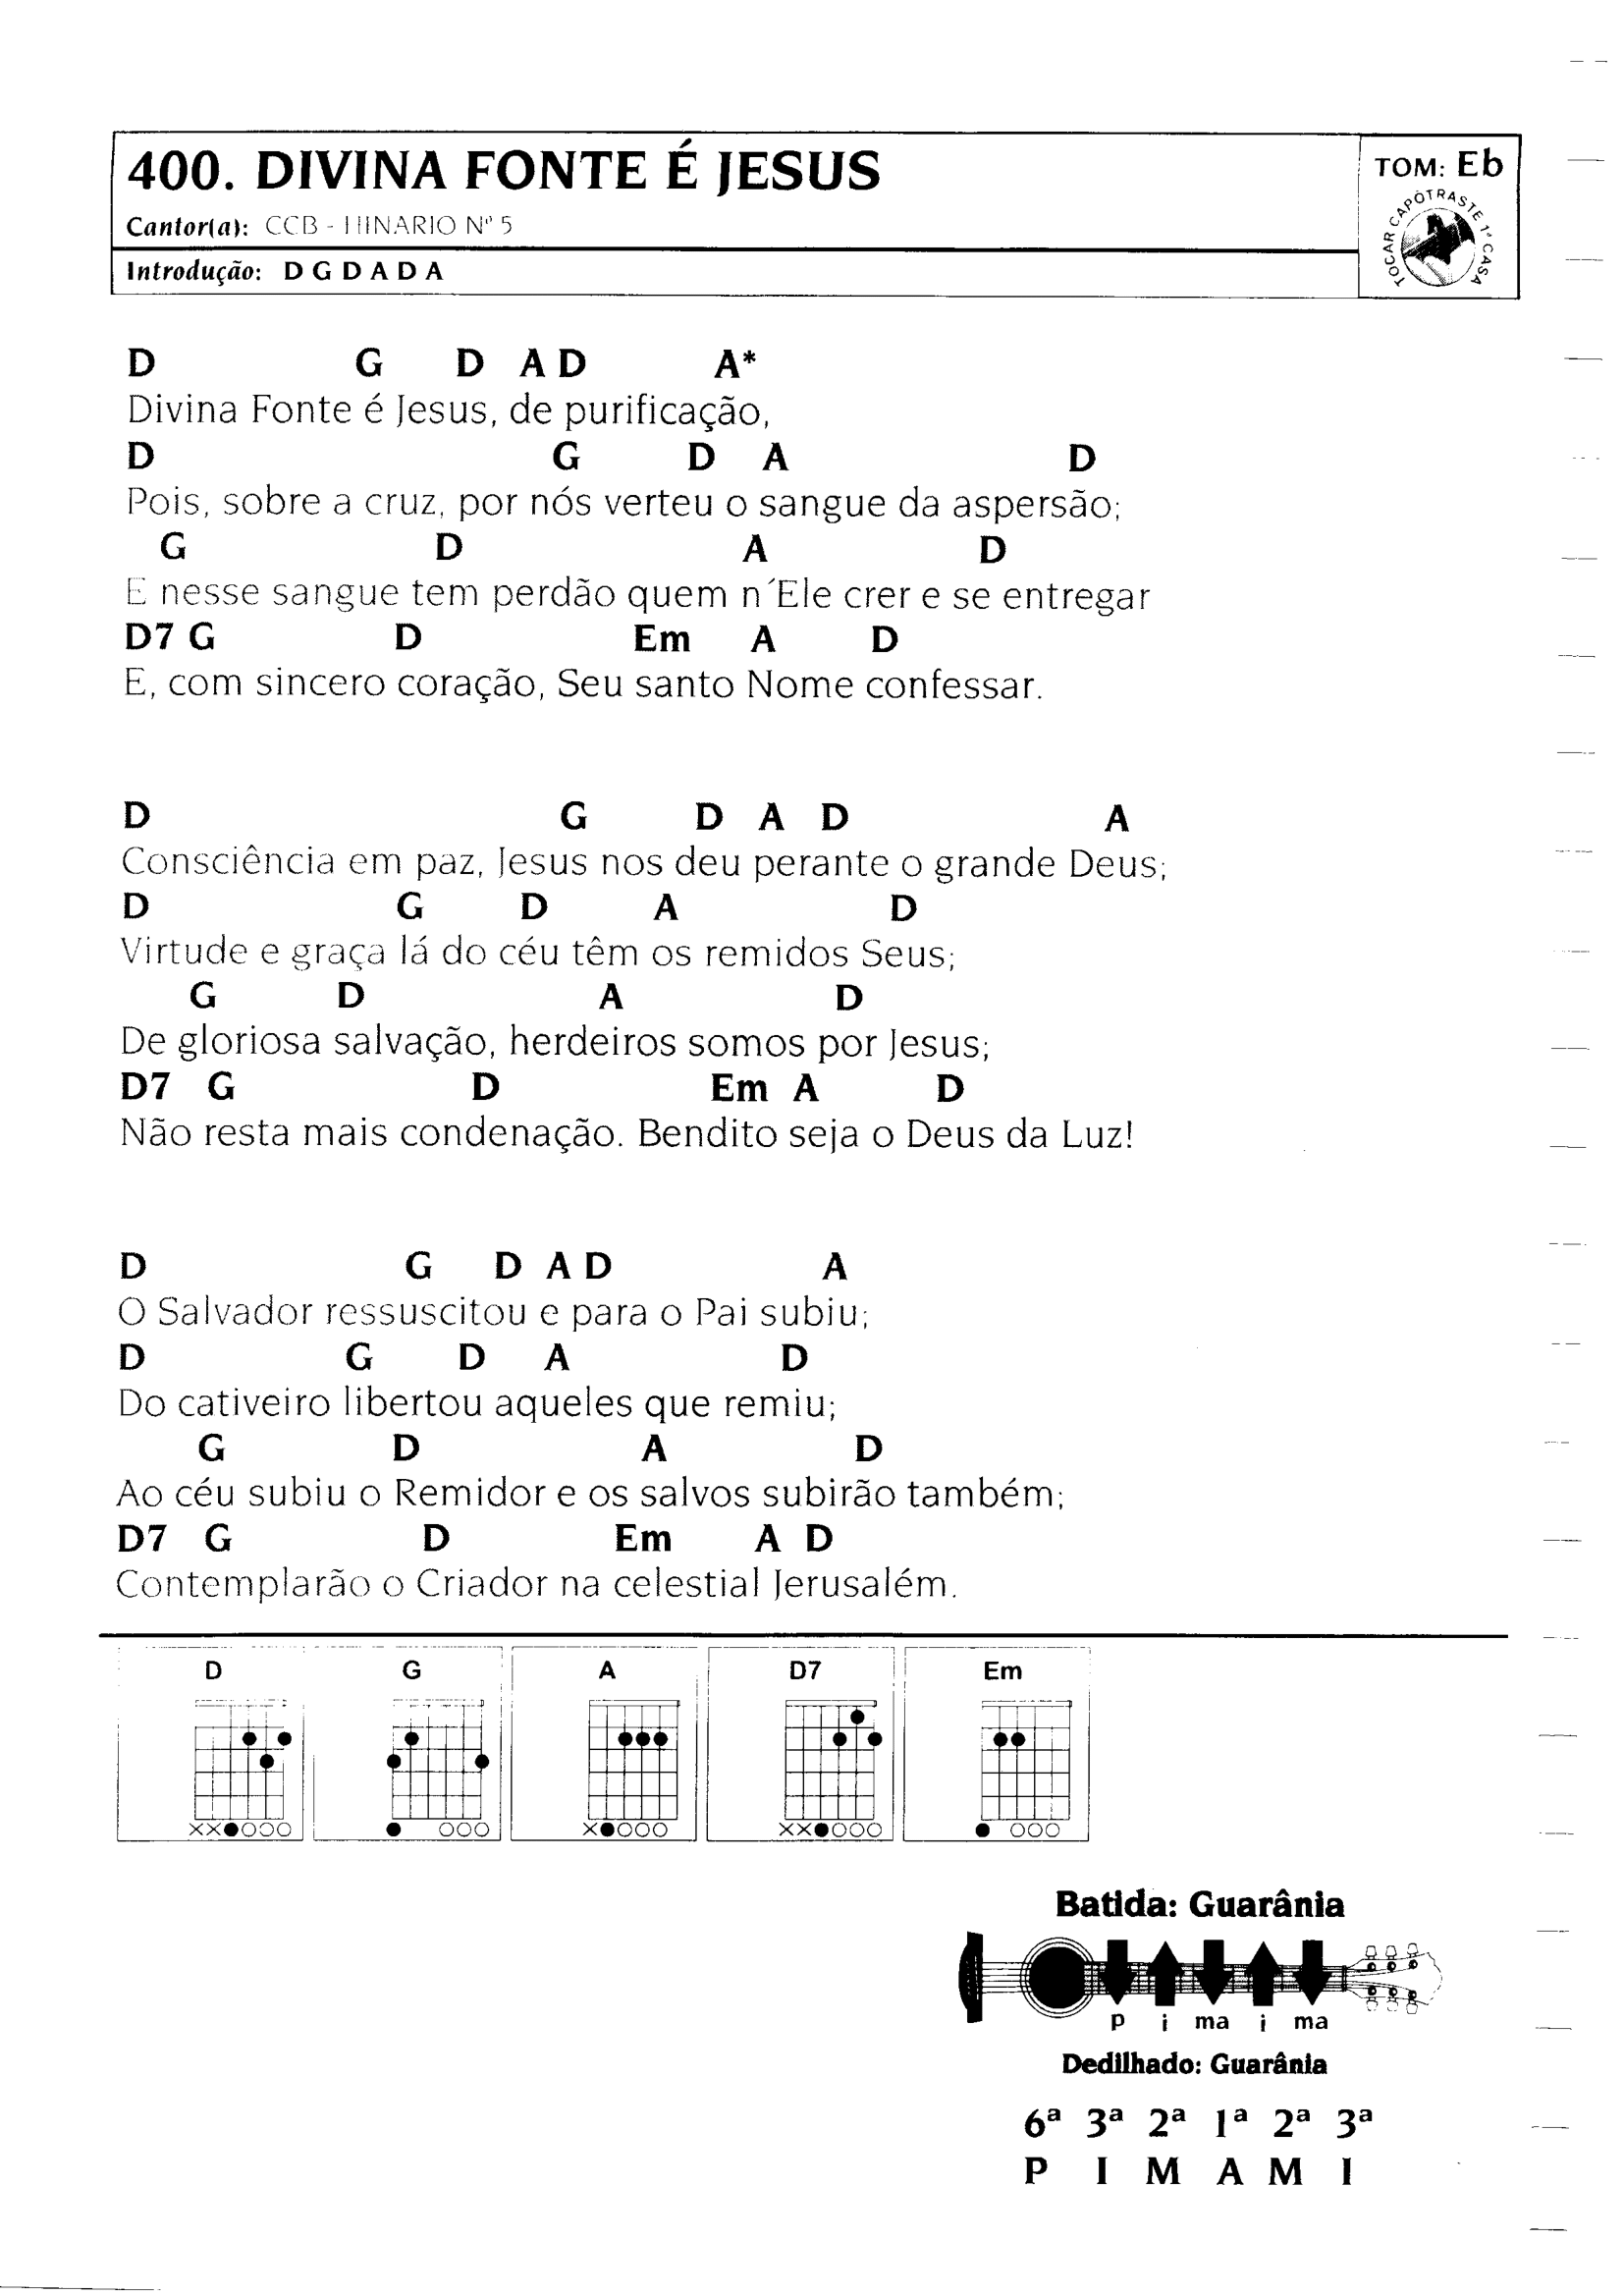 400. DIVINA FONTE É JESUS
TOM: Eb
Cantor(a): CCB - HINARIO Nº 5
TOCAR CAPOTRASTE 1ª CASA
Introdução: D G D A D A
D G D A D A*
Divina Fonte é Jesus, de purificação,
D G D A D
Pois, sobre a cruz, por nós verteu o sangue da aspersão;
G D A D
E nesse sangue tem perdão quem n´Ele crer e se entregar
D7 G D Em A D
E, com sincero coração, Seu santo Nome confessar.
D G D A D A
Consciência em paz, Jesus nos deu perante o grande Deus;
D G D A D
Virtude e graça lá do céu têm os remidos Seus;
G D A D
De gloriosa salvação, herdeiros somos por Jesus;
D7 G D Em A D
Não resta mais condenação. Bendito seja o Deus da Luz!
D G D A D A
O Salvador ressuscitou e para o Pai subiu;
D G D A D
Do cativeiro libertou aqueles que remiu;
G D A D
Ao céu subiu o Remidor e os salvos subirão também;
D7 G D Em A D
Contemplarão o Criador na celestial Jerusalém.
D G A D7 Em
Batida: Guarânia
p i ma i ma
Dedilhado: Guarânia
6ª 3ª 2ª 1ª 2ª 3ª
P I M A M I